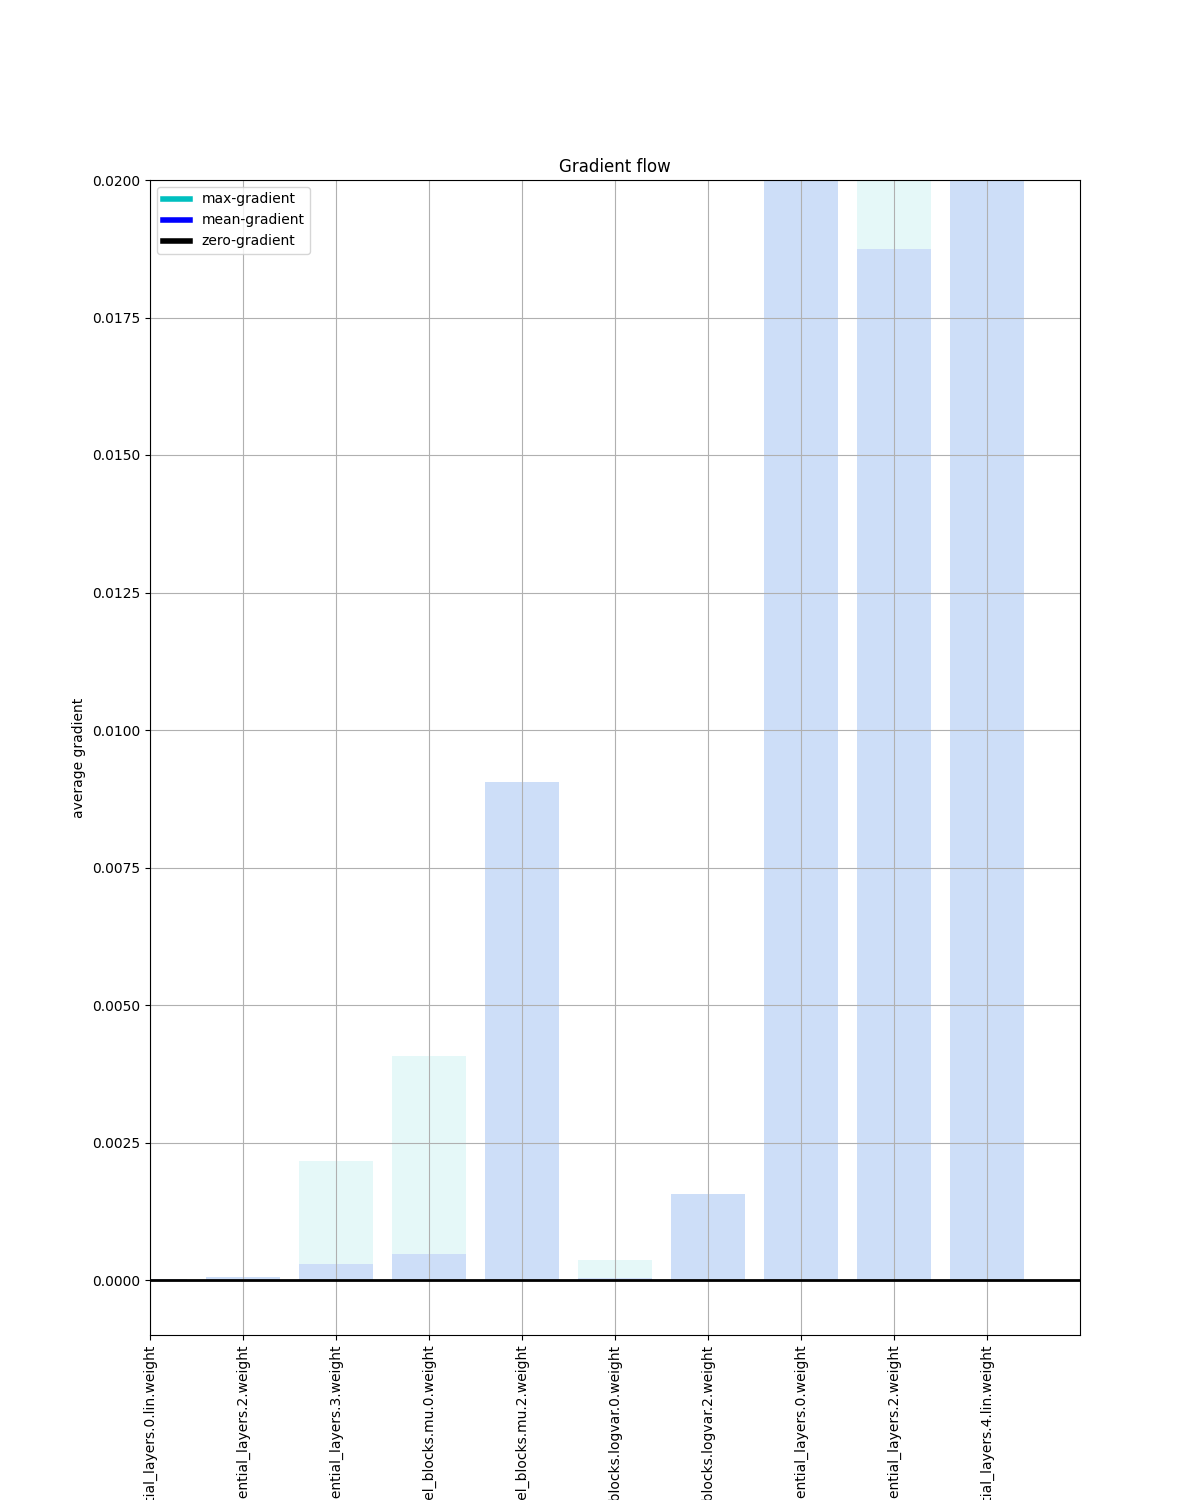 Gradient flow
max-gradient
mean-gradient
zero-gradient
0.0200
0.0175
0.0150
0.0125
0.0100
0.0075
0.0050
0.0025
0.0000
average gradient
tial_layers.0.lin.weight
ential_layers.2.weight
ential_layers.3.weight
el_blocks.mu.0.weight
el_blocks.mu.2.weight
blocks.logvar.0.weight
blocks.logvar.2.weight
ential_layers.0.weight
ential_layers.2.weight
tial_layers.4.lin.weight